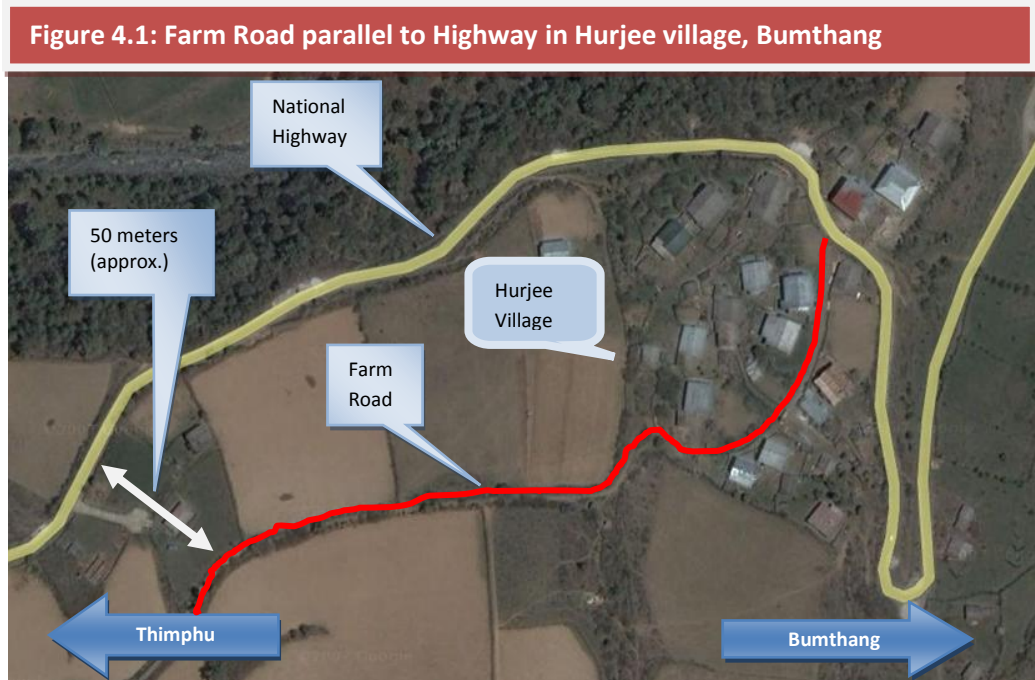 Figure 4.1: Farm Road parallel to Highway in Hurjee village, Bumthang
National
Highway
50 meters
(approx.)
Hurjee
Village
Farm
Road
Thimphu
Bumthang